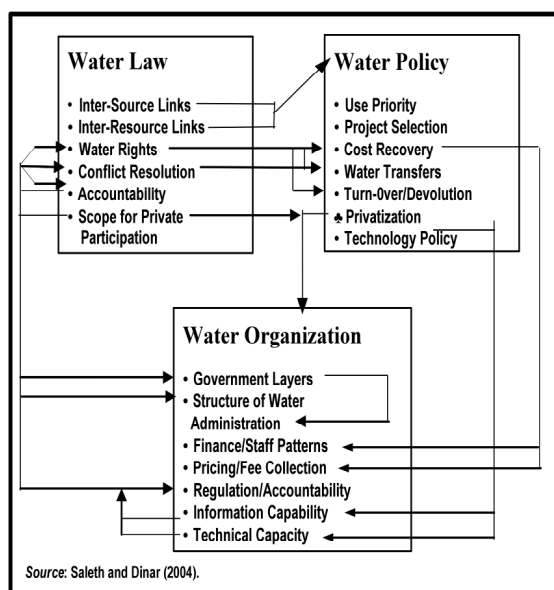 Water Law
• Inter-Source Links
• Inter-Resource Links
• Water Rights
• Conflict Resolution
• Accountability
• Scope for Private
Participation
Water Policy
• Use Priority
• Project Selection
• Cost Recovery
• Water Transfers
• Turn-0ver/Devolution
♣ Privatization
• Technology Policy
Water Organization
• Government Layers
• Structure of Water
Administration
• Finance/Staff Patterns
• Pricing/Fee Collection
• Regulation/Accountability
• Information Capability
• Technical Capacity
Source: Saleth and Dinar (2004).